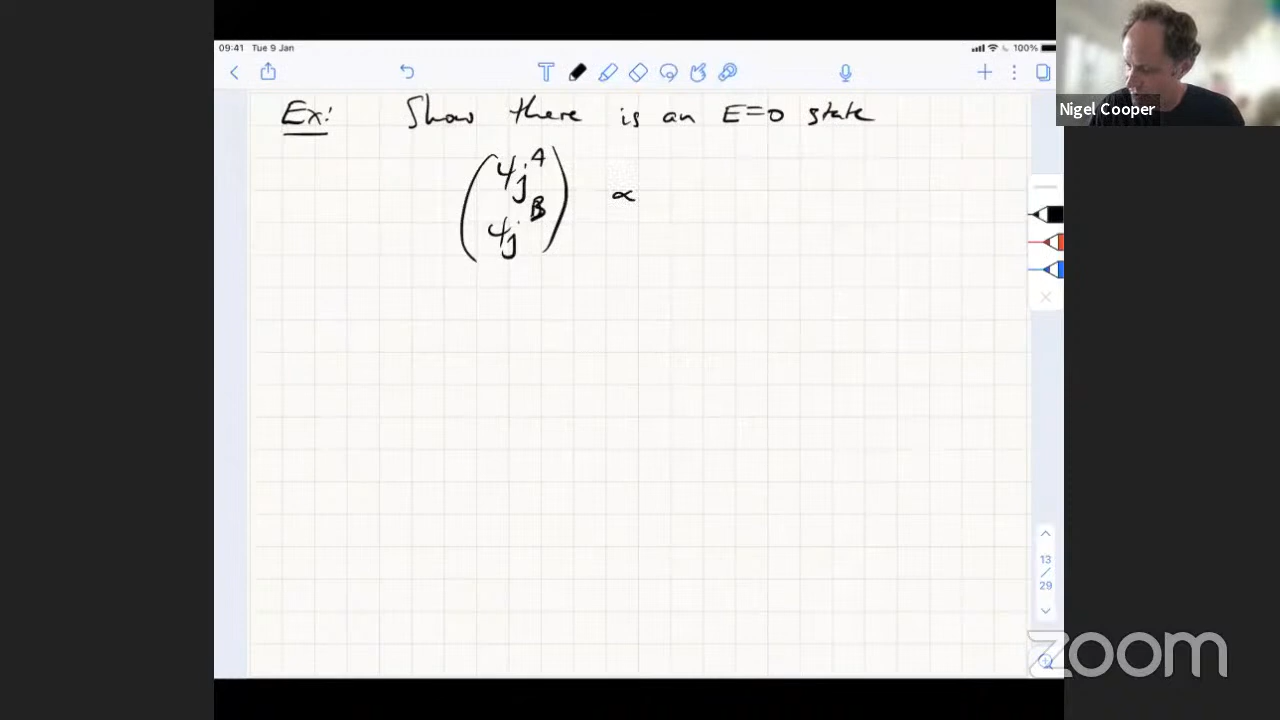 09:41 Tue 9 Jan
100%
Nigel Cooper
Ex: Show there is an E=0 state
(ψ_j^A
ψ_j^B) ∝
13
/
29
zoom